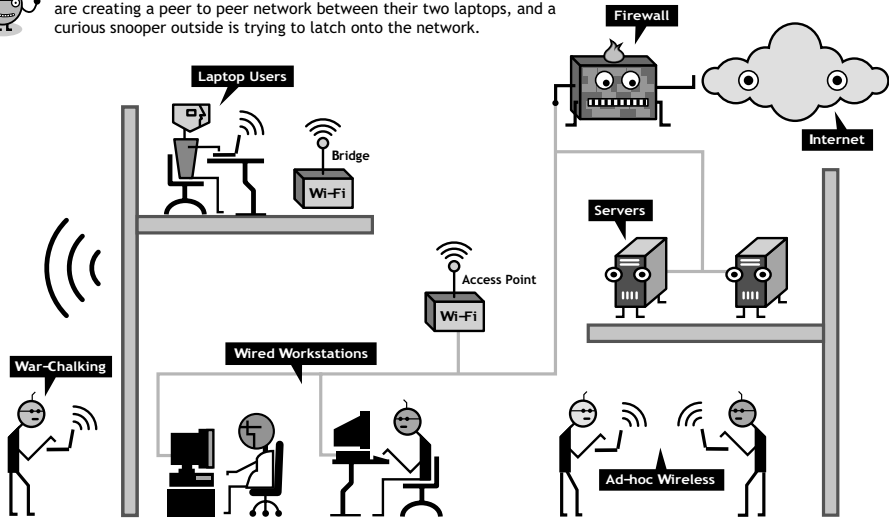 are creating a peer to peer network between their two laptops, and a
curious snooper outside is trying to latch onto the network.
Firewall
Laptop Users
Internet
Bridge
Wi-Fi
Servers
Access Point
Wi-Fi
Wired Workstations
War-Chalking
Ad-hoc Wireless